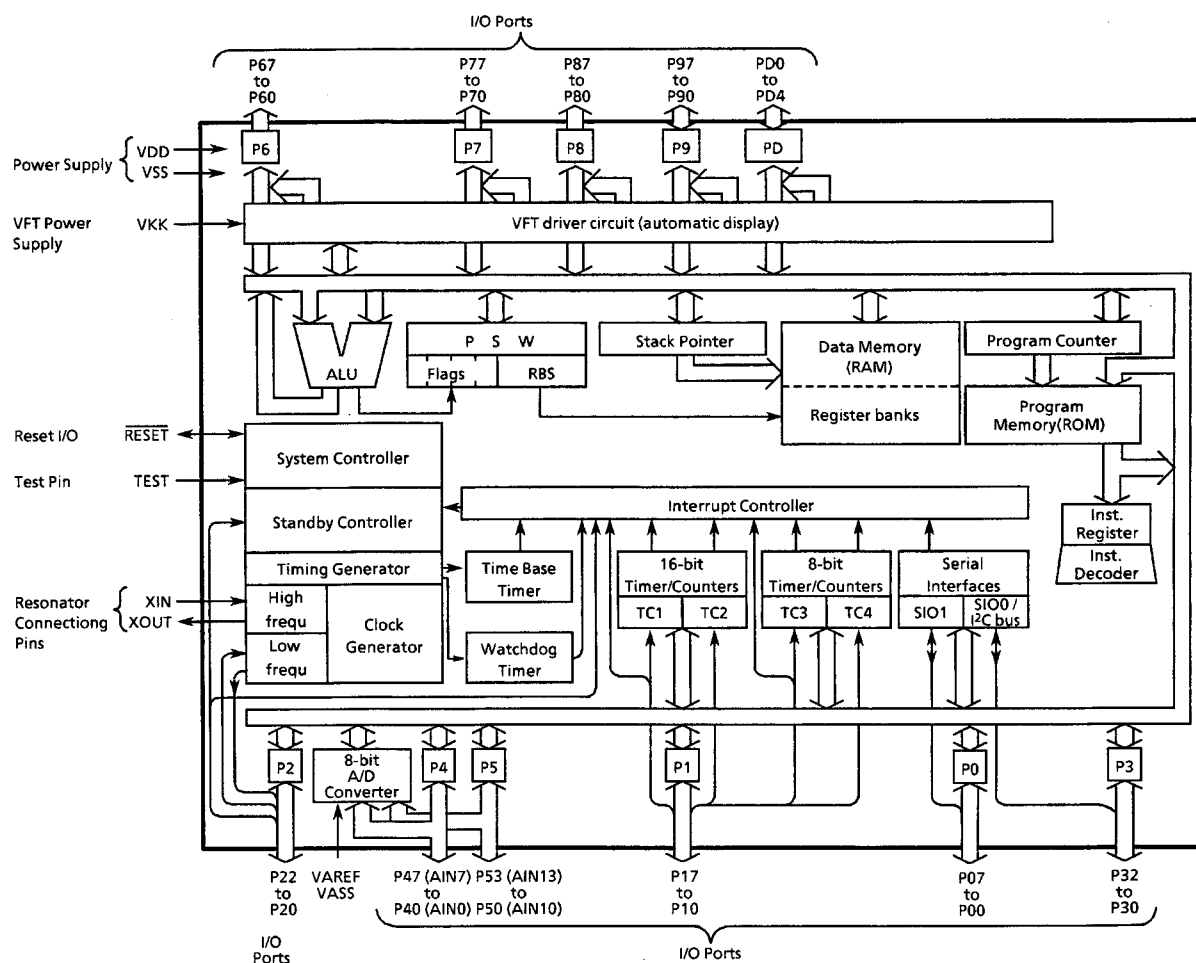 I/O Ports
P67 to P60
P77 to P70
P87 to P80
P97 to P90
PD0 to PD4
Power Supply
VDD
VSS
P6
P7
P8
P9
PD
VFT Power Supply
VKK
VFT driver circuit (automatic display)
ALU
P S W
Flags
RBS
Stack Pointer
Data Memory (RAM)
Register banks
Program Counter
Program Memory(ROM)
Reset I/O
RESET
Test Pin
TEST
System Controller
Standby Controller
Timing Generator
High frequ
Low frequ
Clock Generator
Resonator Connectiong Pins
XIN
XOUT
Interrupt Controller
Time Base Timer
Watchdog Timer
16-bit Timer/Counters
TC1
TC2
8-bit Timer/Counters
TC3
TC4
Serial Interfaces
SIO1
SIO0 / I²C bus
Inst. Register
Inst. Decoder
P2
8-bit A/D Converter
P4
P5
P1
P0
P3
P22 to P20
VAREF
VASS
P47 (AIN7) to P40 (AIN0)
P53 (AIN13) to P50 (AIN10)
P17 to P10
P07 to P00
P32 to P30
I/O Ports
I/O Ports